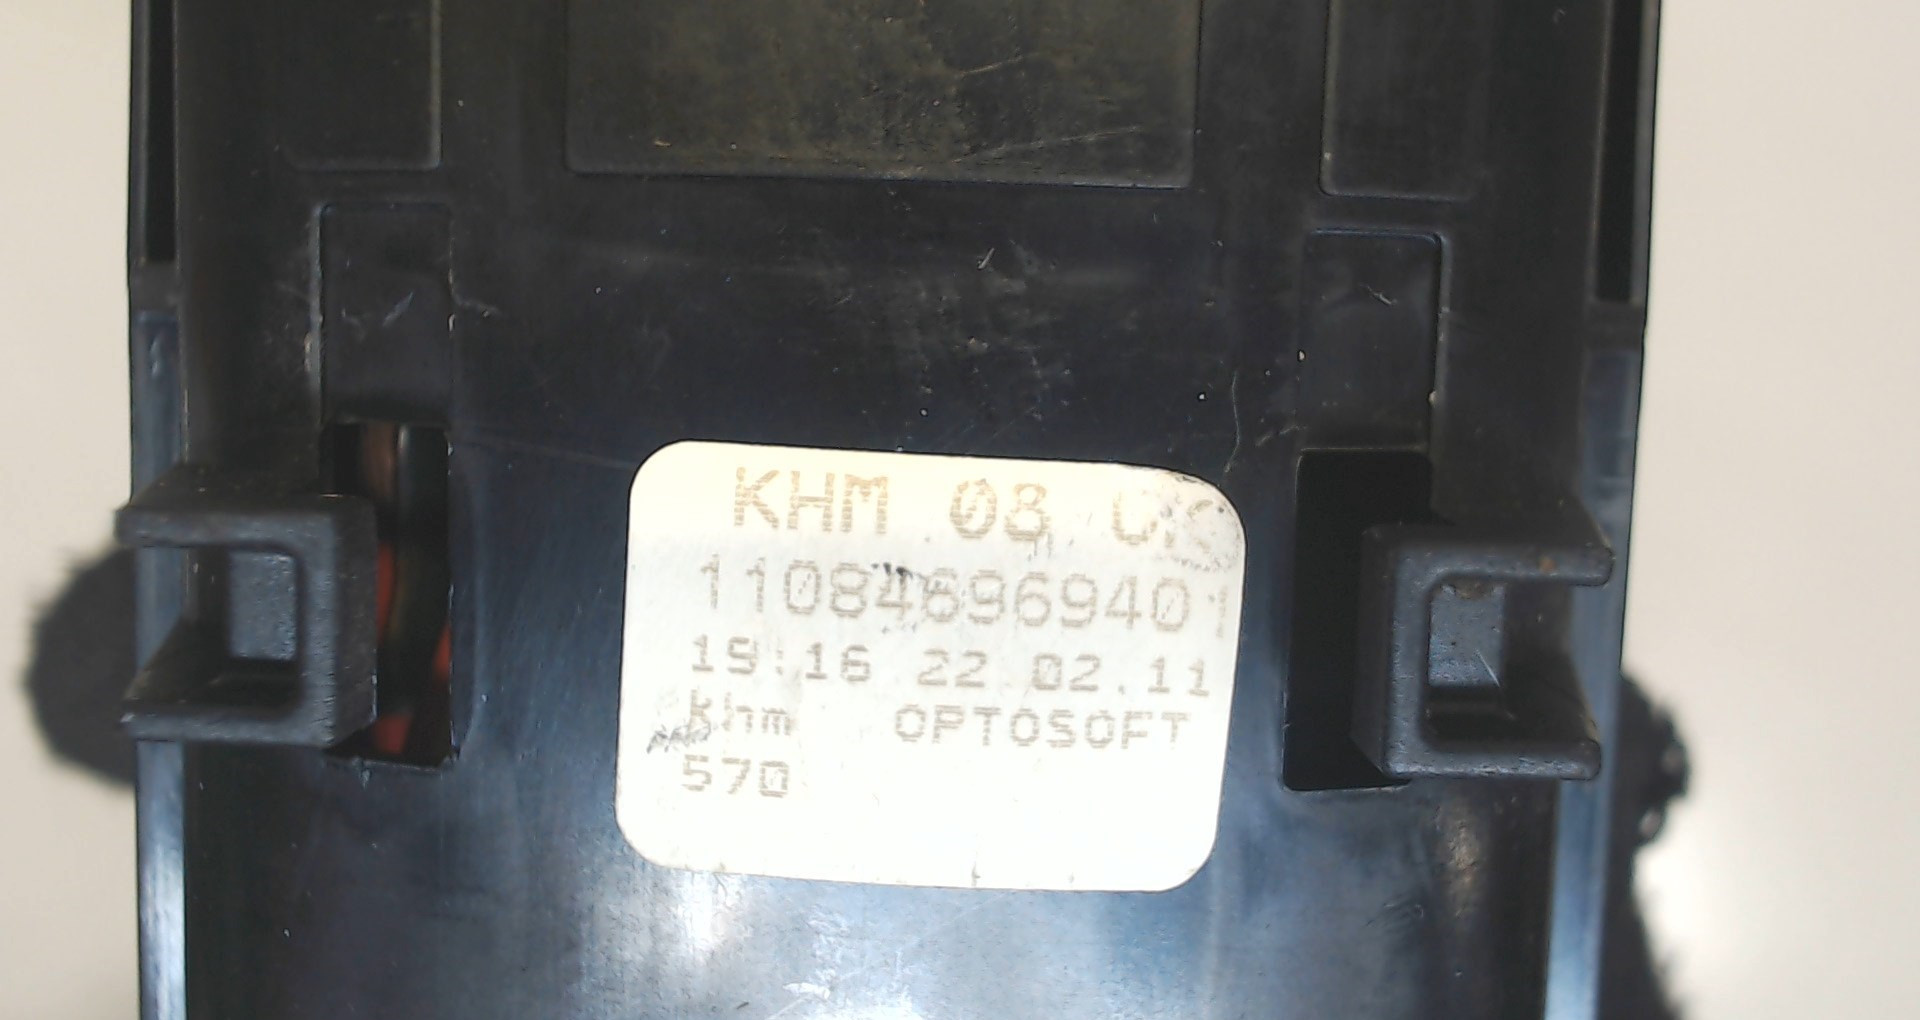 KHM 08
110846969401
19:16 22.02.11
khm OPTOSOFT
570